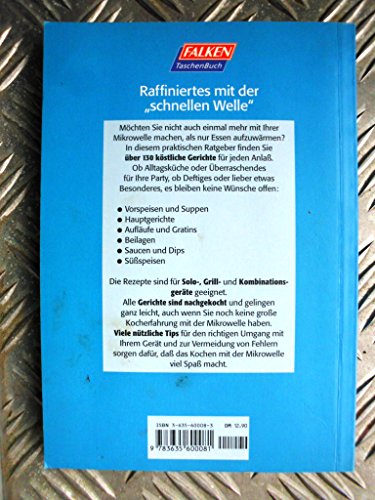 FALKEN
TaschenBuch
Raffiniertes mit der
„schnellen Welle“
Möchten Sie nicht auch einmal mehr mit Ihrer
Mikrowelle machen, als nur Essen aufzuwärmen?
In diesem praktischen Ratgeber finden Sie
über 130 köstliche Gerichte für jeden Anlaß.
Ob Alltagsküche oder Überraschendes
für Ihre Party, ob Deftiges oder lieber etwas
Besonderes, es bleiben keine Wünsche offen:
● Vorspeisen und Suppen
● Hauptgerichte
● Aufläufe und Gratins
● Beilagen
● Saucen und Dips
● Süßspeisen
Die Rezepte sind für Solo-, Grill- und Kombinations-
geräte geeignet.
Alle Gerichte sind nachgekocht und gelingen
ganz leicht, auch wenn Sie noch keine große
Kocherfahrung mit der Mikrowelle haben.
Viele nützliche Tips für den richtigen Umgang mit
Ihrem Gerät und zur Vermeidung von Fehlern
sorgen dafür, daß das Kochen mit der Mikrowelle
viel Spaß macht.
ISBN 3-635-60008-3 DM 12.90
9 783635 600081